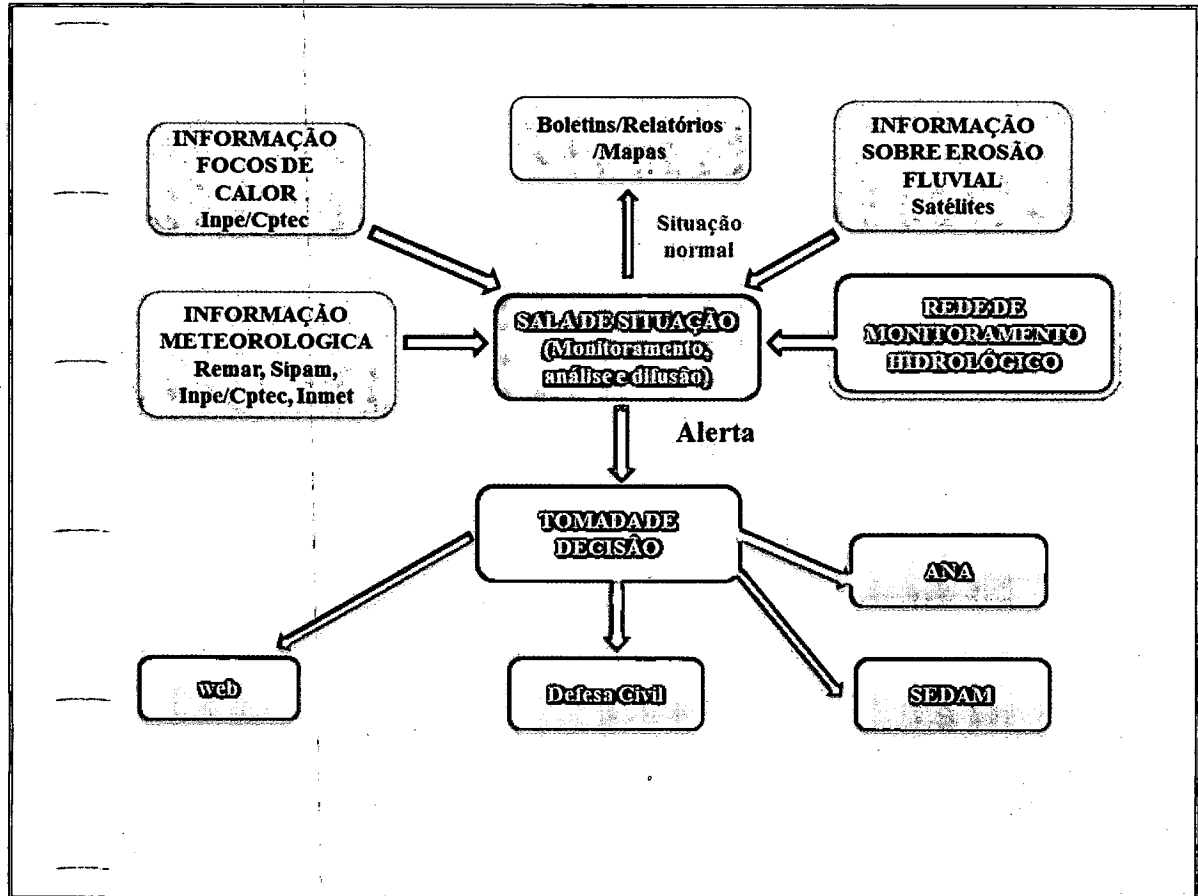 INFORMAÇÃO
FOCOS DE
CALOR
Inpe/Cptec
Boletins/Relatórios
/Mapas
INFORMAÇÃO
SOBRE EROSÃO
FLUVIAL
Satélites
Situação
normal
INFORMAÇÃO
METEOROLOGICA
Remar, Sipam,
Inpe/Cptec, Inmet
SALA DE SITUAÇÃO
(Monitoramento,
análise e difusão)
REDE DE
MONITORAMENTO
HIDROLÓGICO
Alerta
TOMADA DE
DECISÃO
ANA
web
Defesa Civil
SEDAM